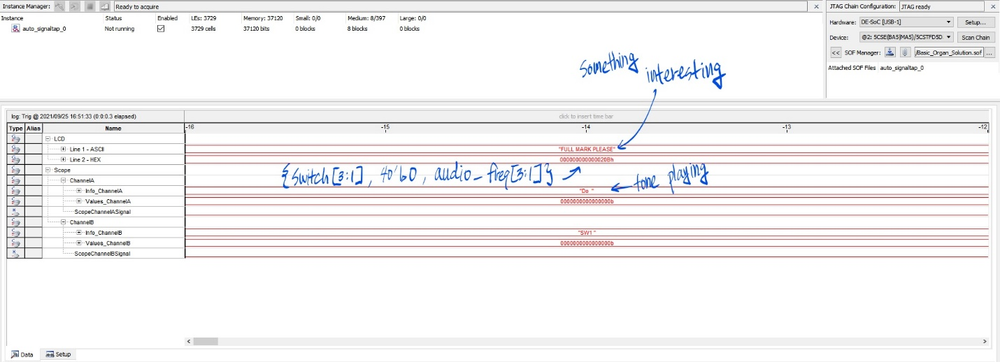 Instance Manager: Ready to acquire
JTAG Chain Configuration: JTAG ready
Instance Status Enabled LEs: 3729 Memory: 37120 Small: 0/0 Medium: 8/397 Large: 0/0
auto_signaltap_0 Not running 3729 cells 37120 bits 0 blocks 8 blocks 0 blocks
Hardware: DE-SoC [USB-1] Setup...
Device: @2: 5CSE(BA5|MA5)/5CSTFD5D Scan Chain
<< SOF Manager: /Basic_Organ_Solution.sof ...
Attached SOF Files auto_signaltap_0
something
interesting
log: Trig @ 2021/09/25 16:51:33 (0:0:0.3 elapsed) click to insert time bar
Type Alias Name -16 -15 -14 -13 -12
LCD
Line 1 - ASCII "FULL MARK PLEASE"
Line 2 - HEX 000000000000020Bh
Scope
{switch[3:1], 40'b0, audio_freq[3:1]}
ChannelA
tone playing
Info_ChannelA "Do "
Values_ChannelA 0000000000000000b
ScopeChannelASignal
ChannelB
Info_ChannelB "SW1 "
Values_ChannelB 0000000000000000b
ScopeChannelBSignal
Data Setup